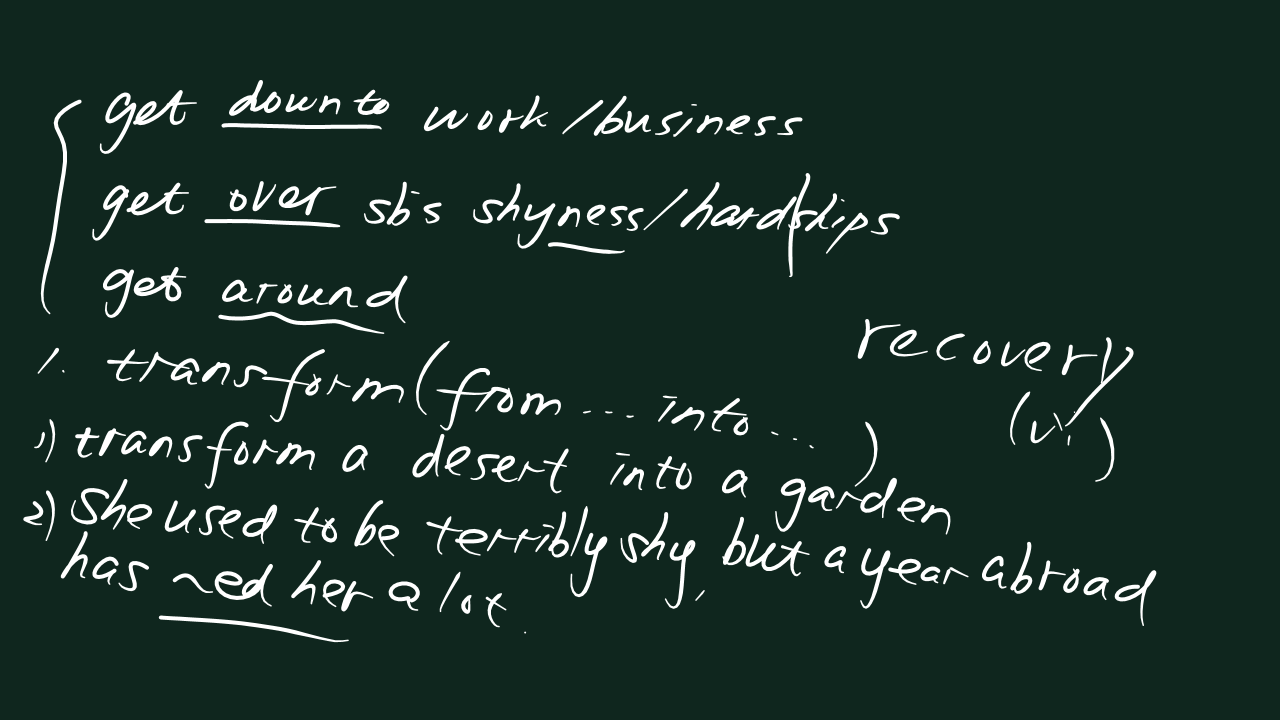 get down to work/business
get over sb's shyness/hardships
get around
1. transform (from ... into ... )
recovery
(vi)
1) transform a desert into a garden
2) She used to be terribly shy, but a year abroad
has ~ed her a lot.